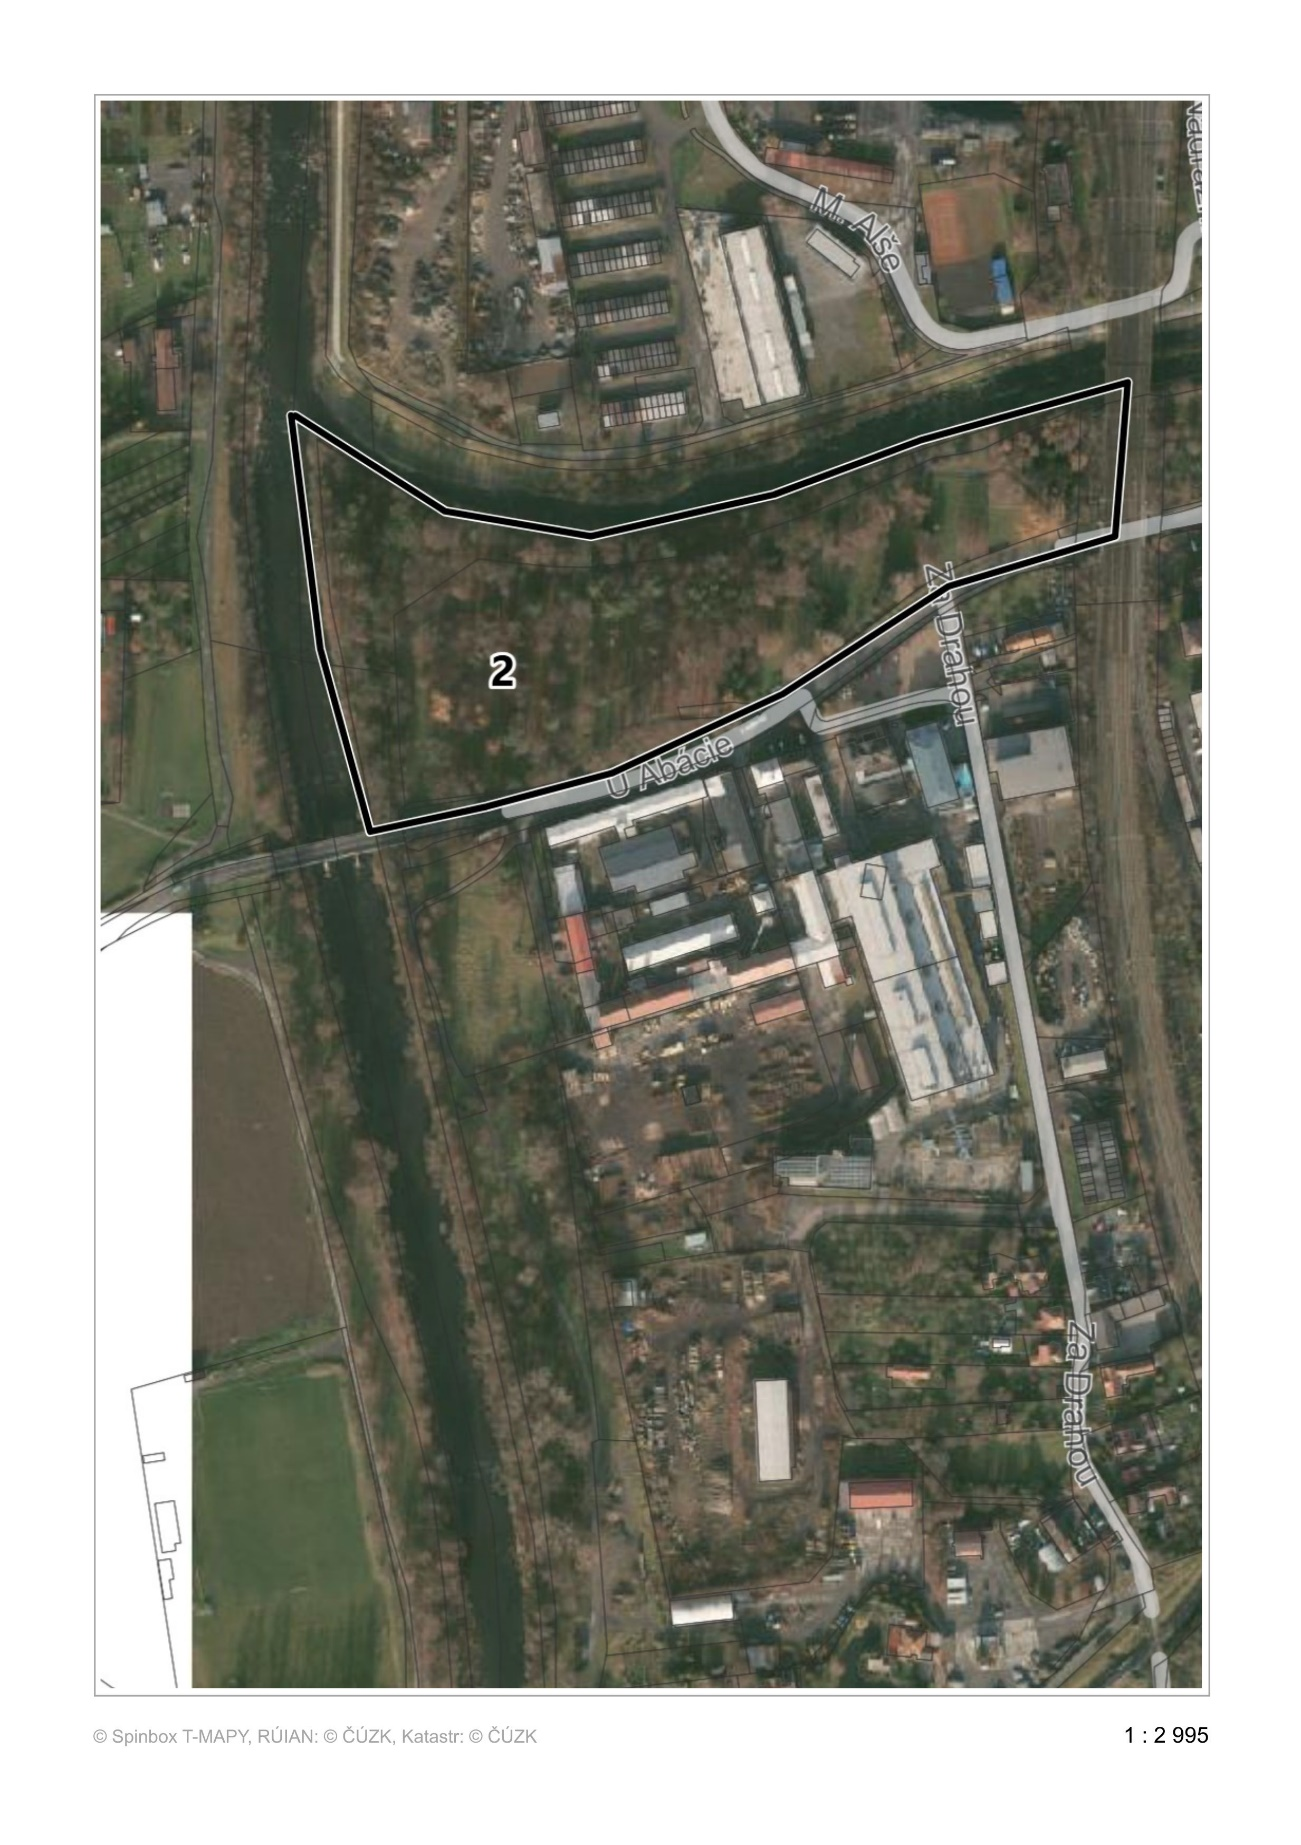 M. Alše
Za Drahou
2
U Abácie
Za Drahou
© Spinbox T-MAPY, RÚIAN: © ČÚZK, Katastr: © ČÚZK
1 : 2 995